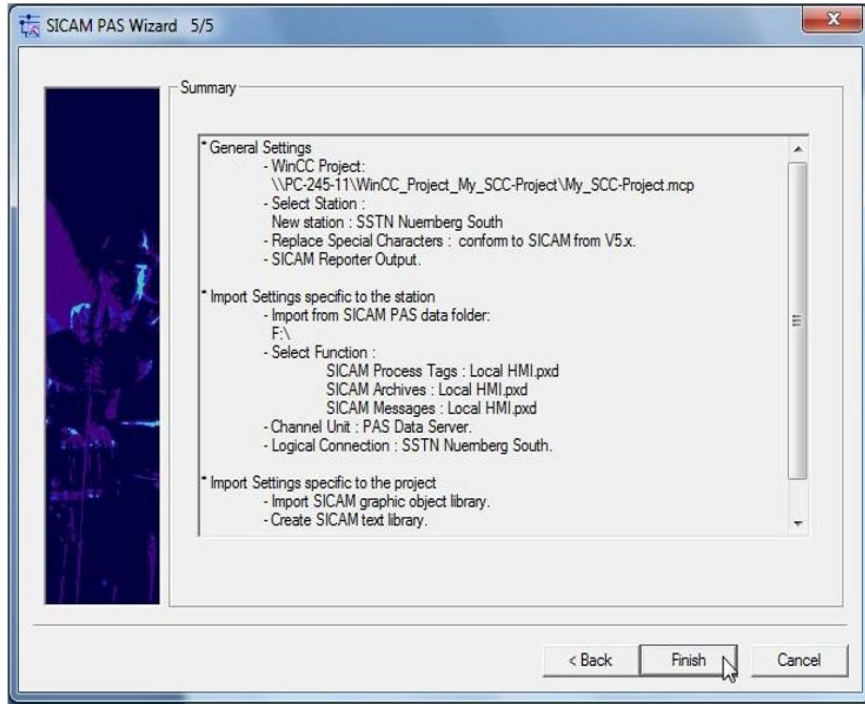 SICAM PAS Wizard 5/5
Summary
* General Settings
- WinCC Project:
\\PC-245-11\WinCC_Project_My_SCC-Project\My_SCC-Project.mcp
- Select Station :
New station : SSTN Nuernberg South
- Replace Special Characters : conform to SICAM from V5.x.
- SICAM Reporter Output.
* Import Settings specific to the station
- Import from SICAM PAS data folder:
F:\
- Select Function :
SICAM Process Tags : Local HMI.pxd
SICAM Archives : Local HMI.pxd
SICAM Messages : Local HMI.pxd
- Channel Unit : PAS Data Server.
- Logical Connection : SSTN Nuernberg South.
* Import Settings specific to the project
- Import SICAM graphic object library.
- Create SICAM text library.
< Back Finish Cancel